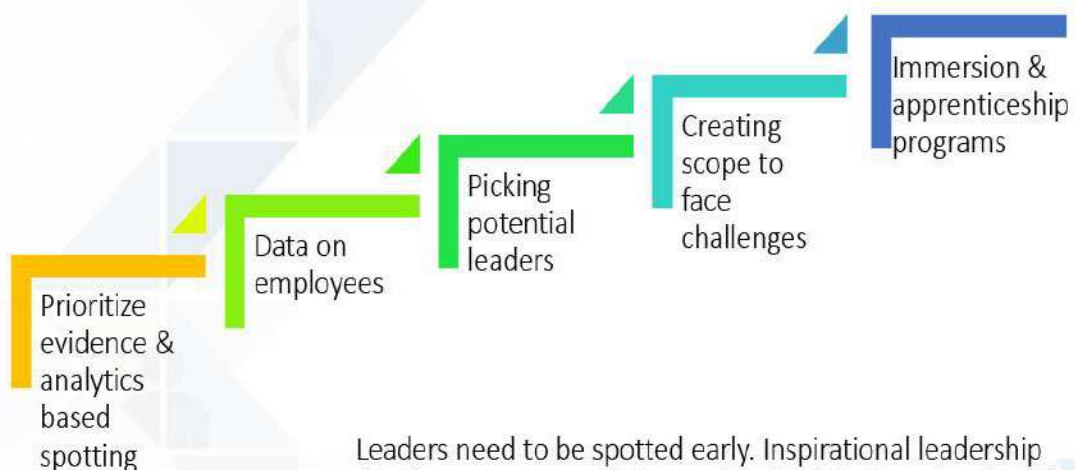 Prioritize
evidence &
analytics
based
spotting
Data on
employees
Picking
potential
leaders
Creating
scope to
face
challenges
Immersion &
apprenticeship
programs
Leaders need to be spotted early. Inspirational leadership